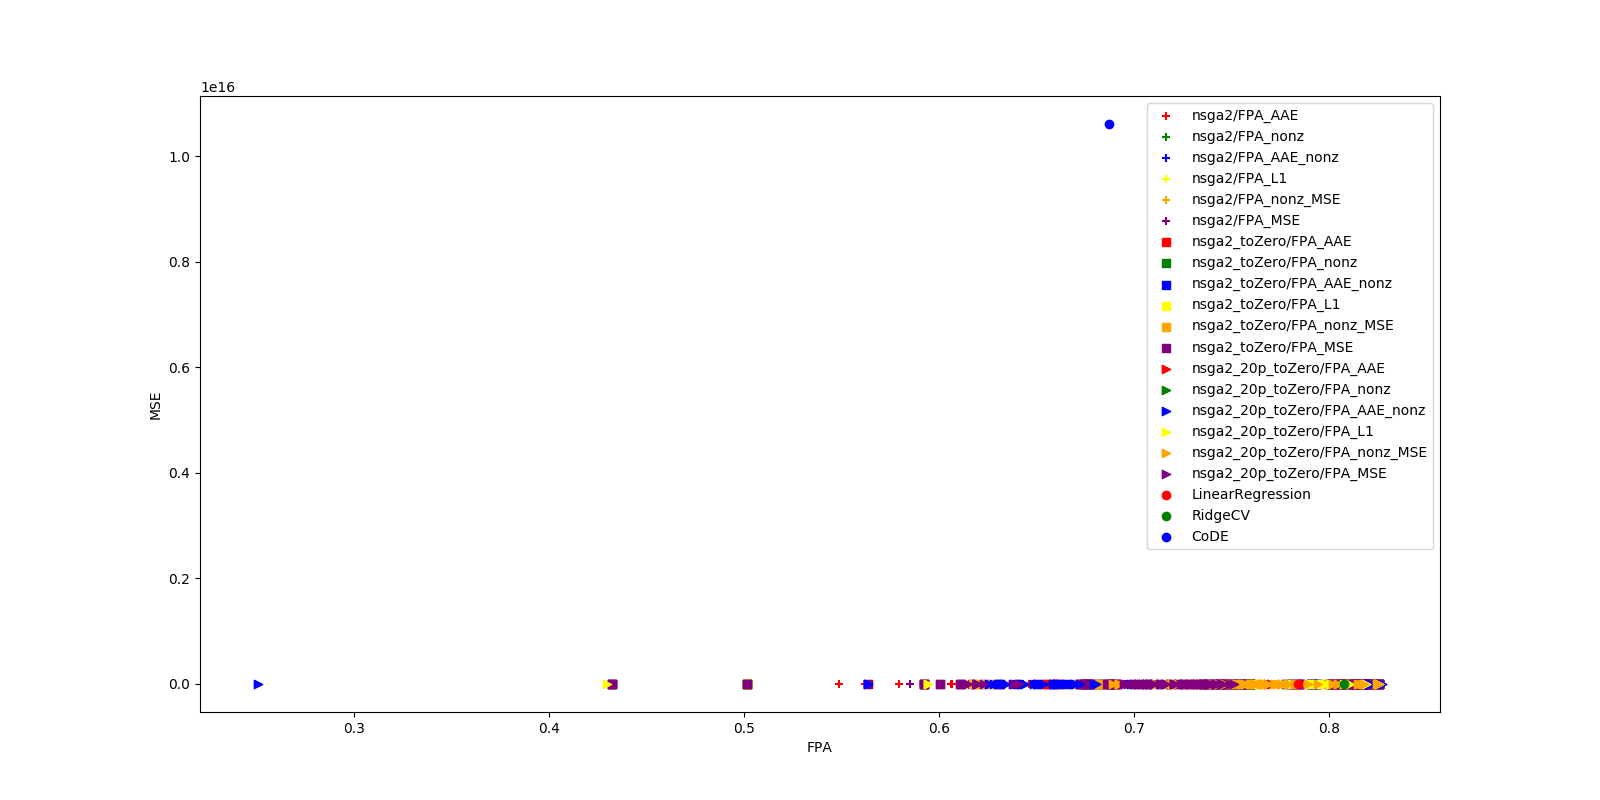 1e16
1.0
0.8
0.6
0.4
0.2
0.0
MSE
0.3 0.4 0.5 0.6 0.7 0.8
FPA
nsga2/FPA_AAE
nsga2/FPA_nonz
nsga2/FPA_AAE_nonz
nsga2/FPA_L1
nsga2/FPA_nonz_MSE
nsga2/FPA_MSE
nsga2_toZero/FPA_AAE
nsga2_toZero/FPA_nonz
nsga2_toZero/FPA_AAE_nonz
nsga2_toZero/FPA_L1
nsga2_toZero/FPA_nonz_MSE
nsga2_toZero/FPA_MSE
nsga2_20p_toZero/FPA_AAE
nsga2_20p_toZero/FPA_nonz
nsga2_20p_toZero/FPA_AAE_nonz
nsga2_20p_toZero/FPA_L1
nsga2_20p_toZero/FPA_nonz_MSE
nsga2_20p_toZero/FPA_MSE
LinearRegression
RidgeCV
CoDE